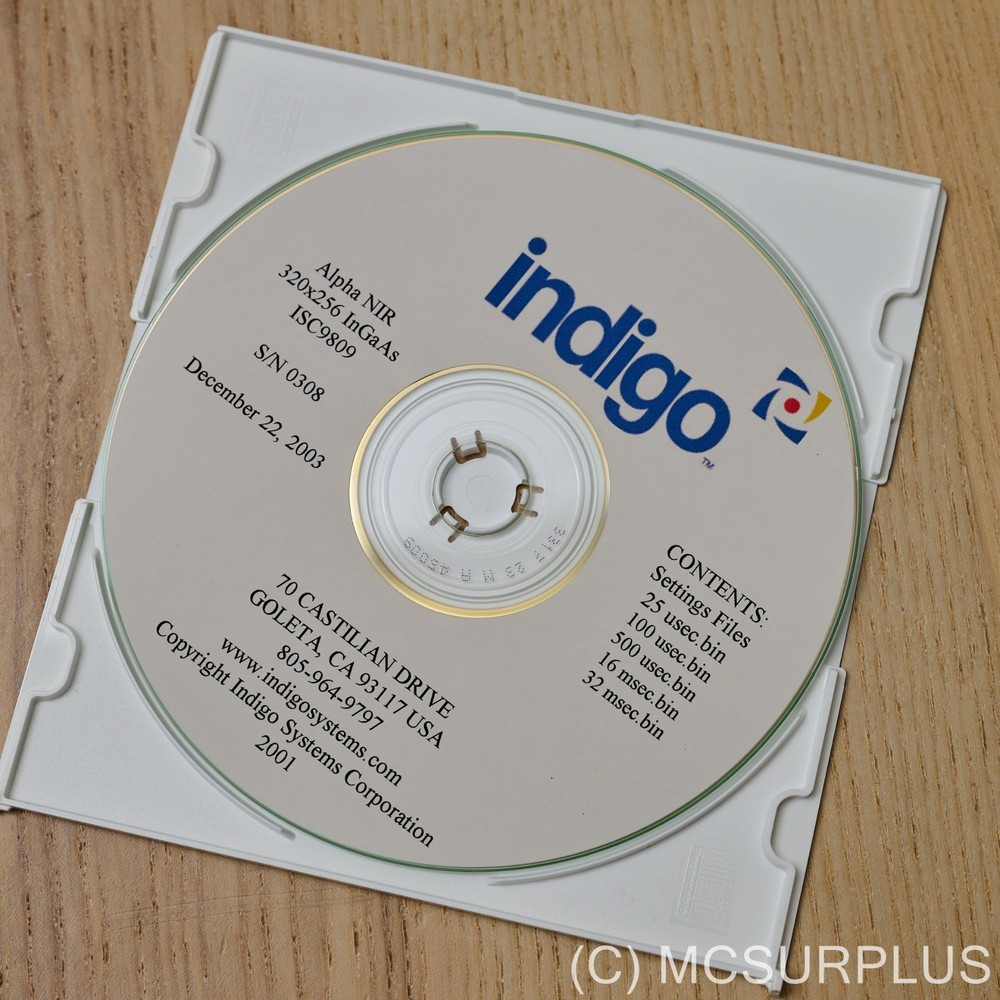 indigo
TM
Alpha NIR
320x256 InGaAs
ISC9809
S/N 0308
December 22, 2003
CONTENTS:
Settings Files
25 usec.bin
100 usec.bin
500 usec.bin
16 msec.bin
32 msec.bin
70 CASTILIAN DRIVE
GOLETA, CA 93117 USA
805-964-9797
www.indigosystems.com
Copyright Indigo Systems Corporation
2001
(C) MCSURPLUS